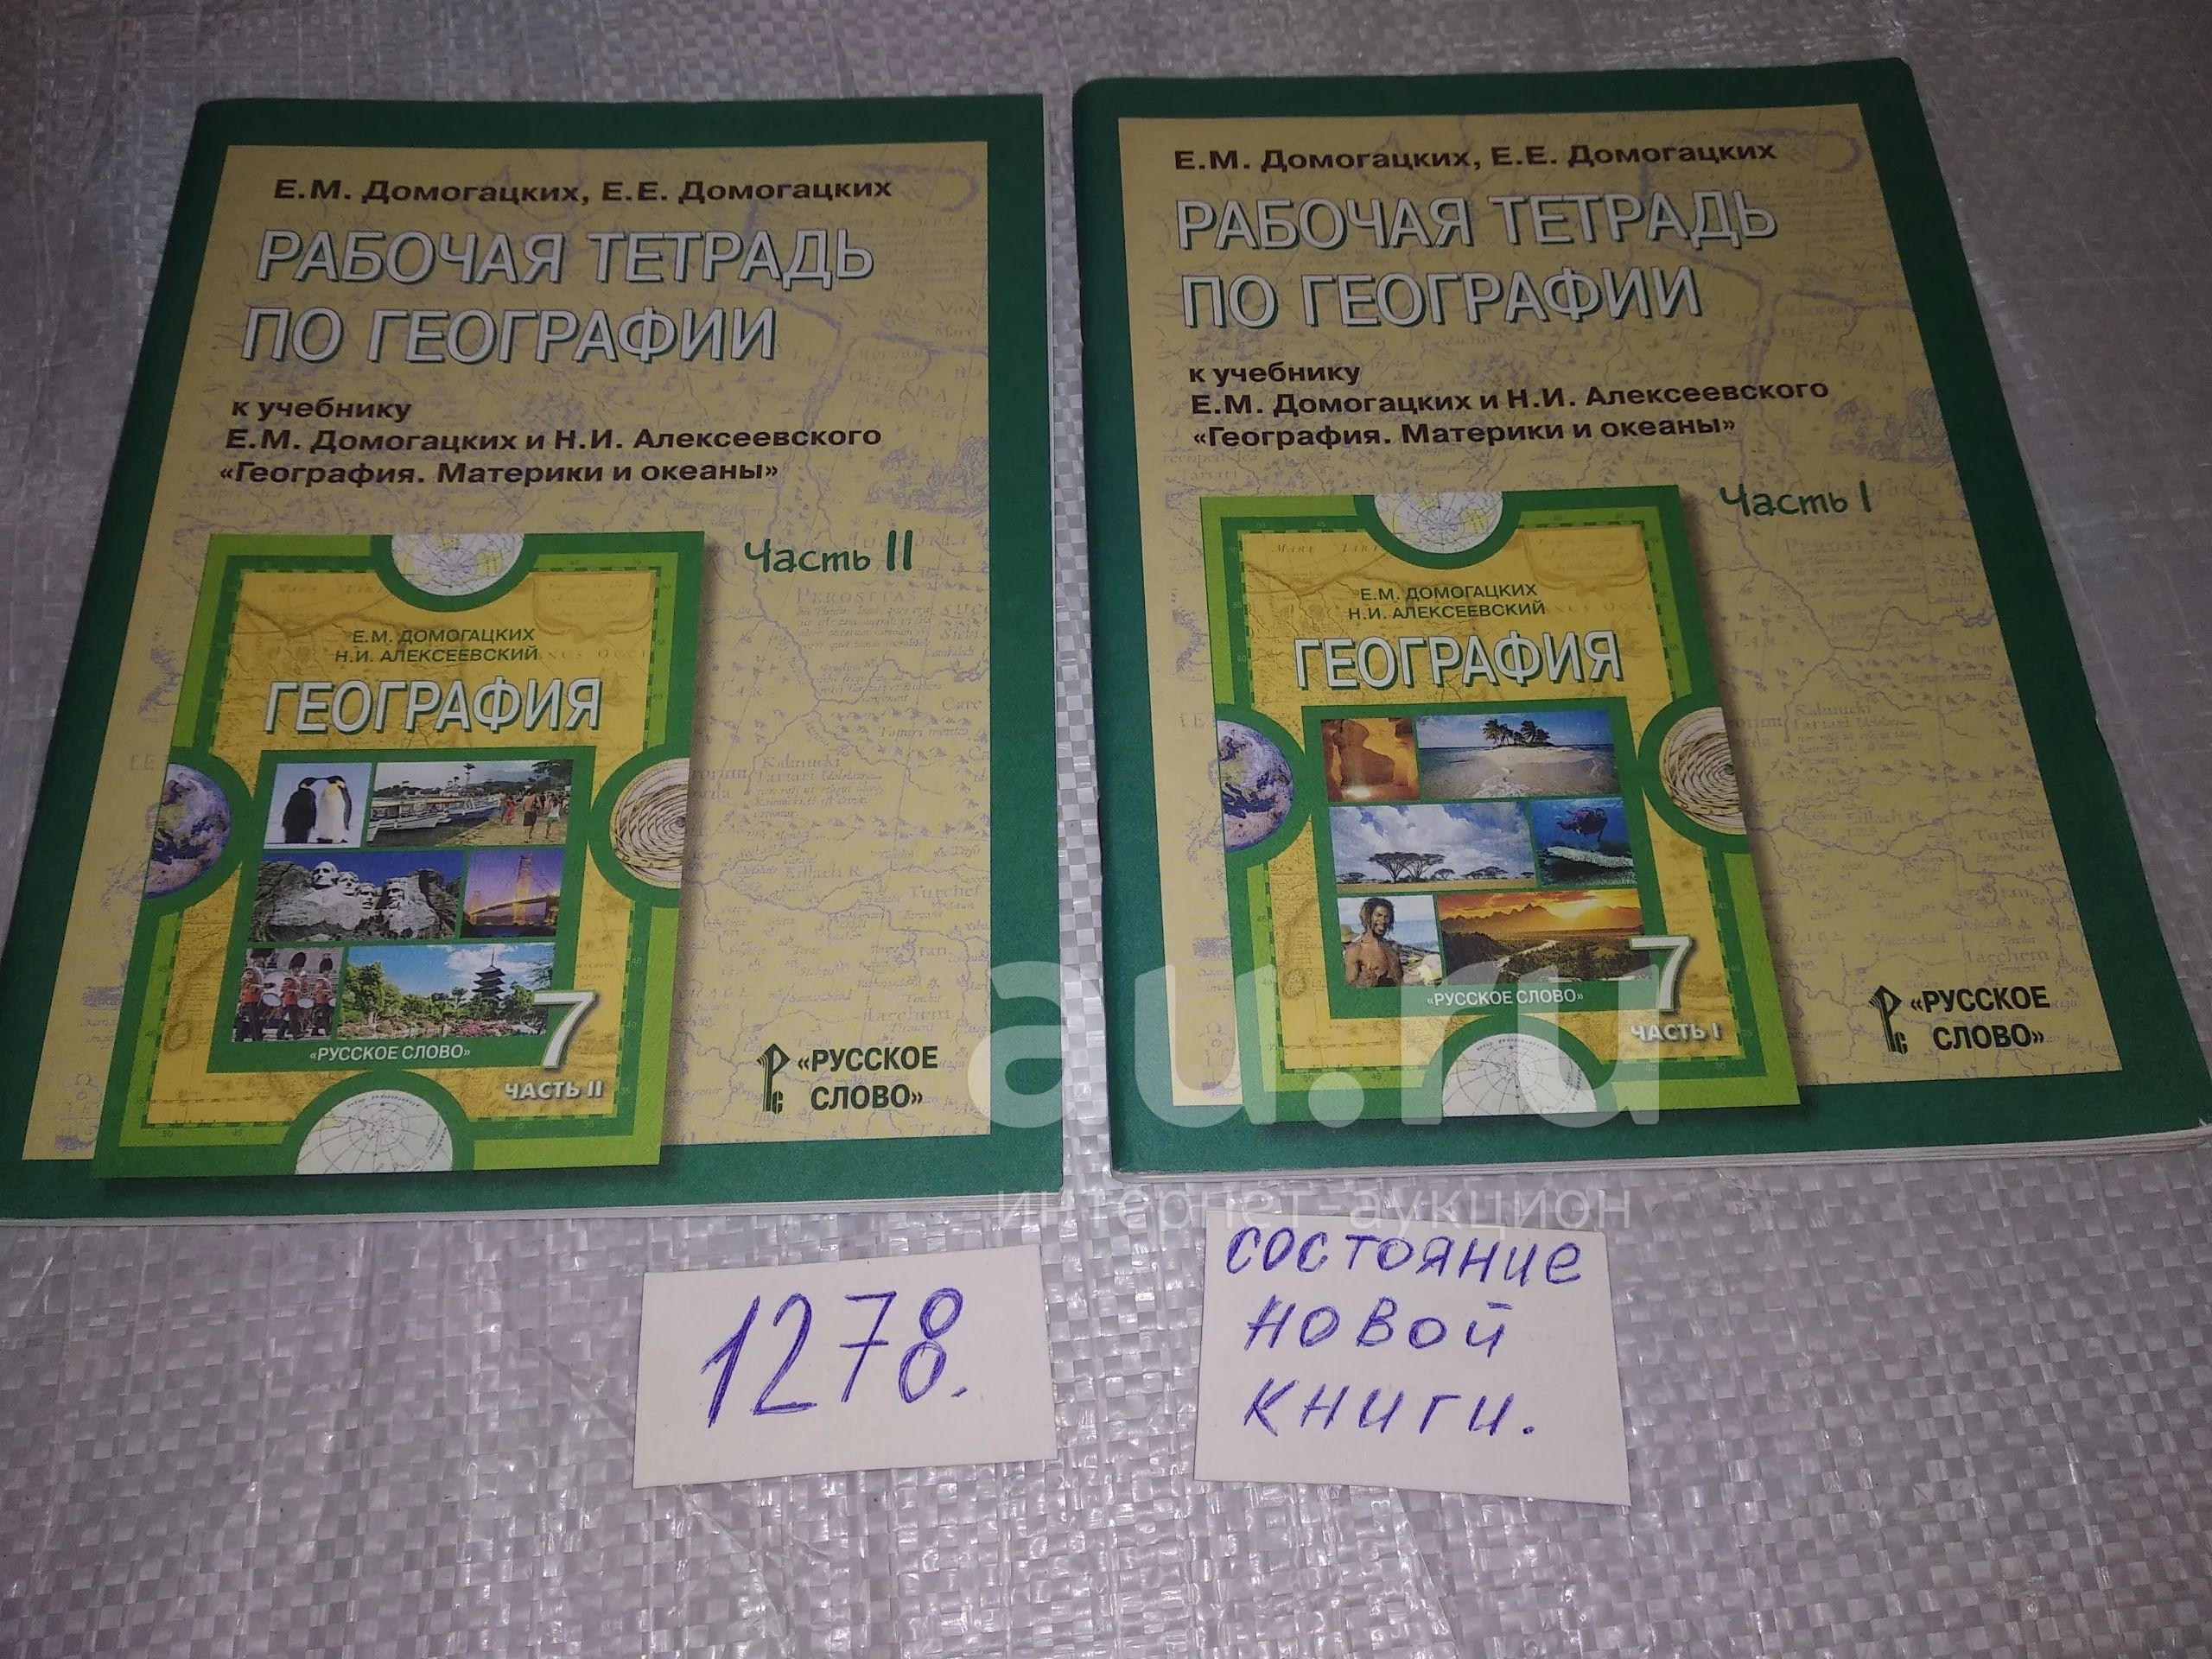 Е.М. Домогацких, Е.Е. Домогацких
РАБОЧАЯ ТЕТРАДЬ
ПО ГЕОГРАФИИ
к учебнику
Е.М. Домогацких и Н.И. Алексеевского
«География. Материки и океаны»
Часть II
Е.М. ДОМОГАЦКИХ
Н.И. АЛЕКСЕЕВСКИЙ
ГЕОГРАФИЯ
7
«РУССКОЕ СЛОВО»
ЧАСТЬ II
«РУССКОЕ
СЛОВО»
Е.М. Домогацких, Е.Е. Домогацких
РАБОЧАЯ ТЕТРАДЬ
ПО ГЕОГРАФИИ
к учебнику
Е.М. Домогацких и Н.И. Алексеевского
«География. Материки и океаны»
Часть I
Е.М. ДОМОГАЦКИХ
Н.И. АЛЕКСЕЕВСКИЙ
ГЕОГРАФИЯ
7
«РУССКОЕ СЛОВО»
ЧАСТЬ I
«РУССКОЕ
СЛОВО»
au.ru
интернет-аукцион
1278.
состояние
новой
книги.